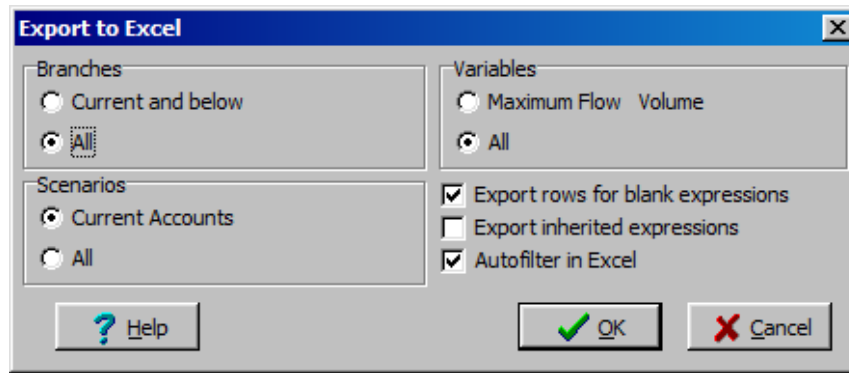 Export to Excel
Branches
Current and below
All
Variables
Maximum Flow Volume
All
Scenarios
Current Accounts
All
Export rows for blank expressions
Export inherited expressions
Autofilter in Excel
Help
OK
Cancel